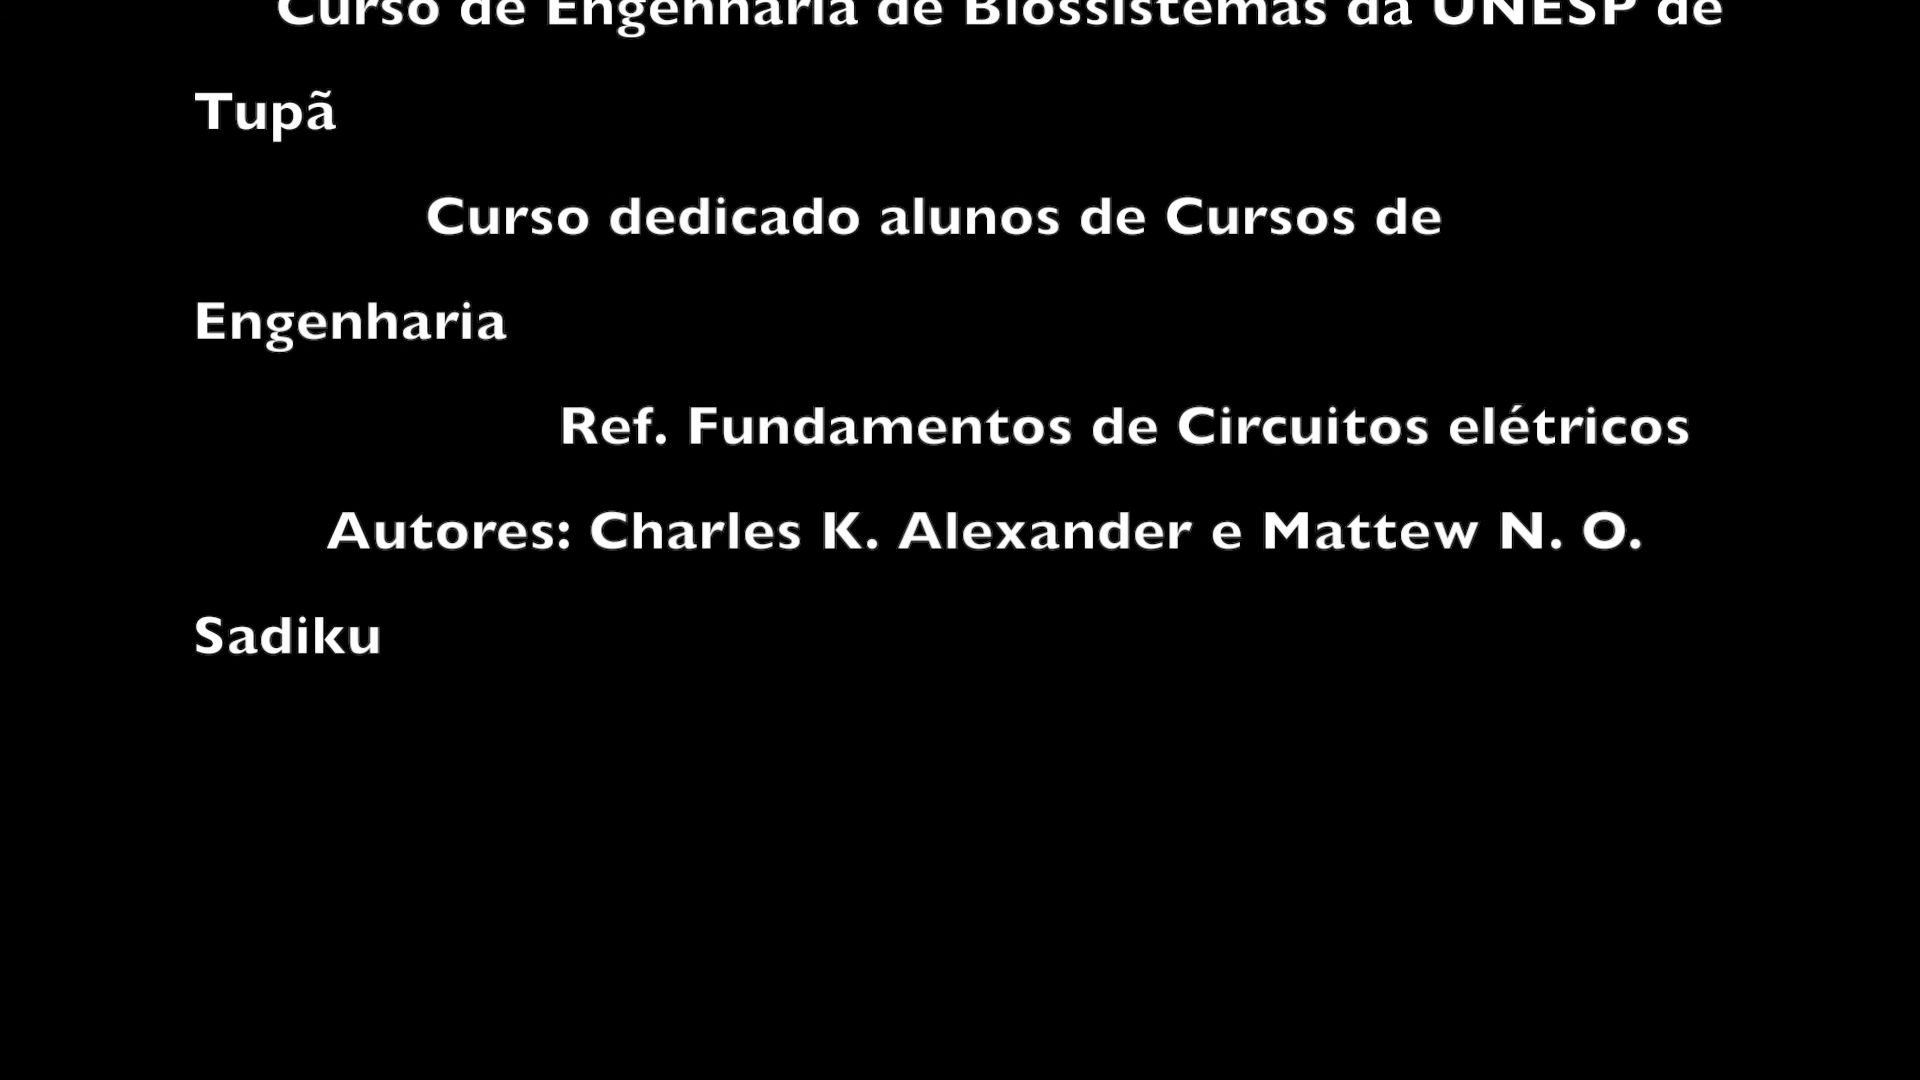 Curso de Engenharia de Biossistemas da UNESP de
Tupã
Curso dedicado alunos de Cursos de
Engenharia
Ref. Fundamentos de Circuitos elétricos
Autores: Charles K. Alexander e Mattew N. O.
Sadiku